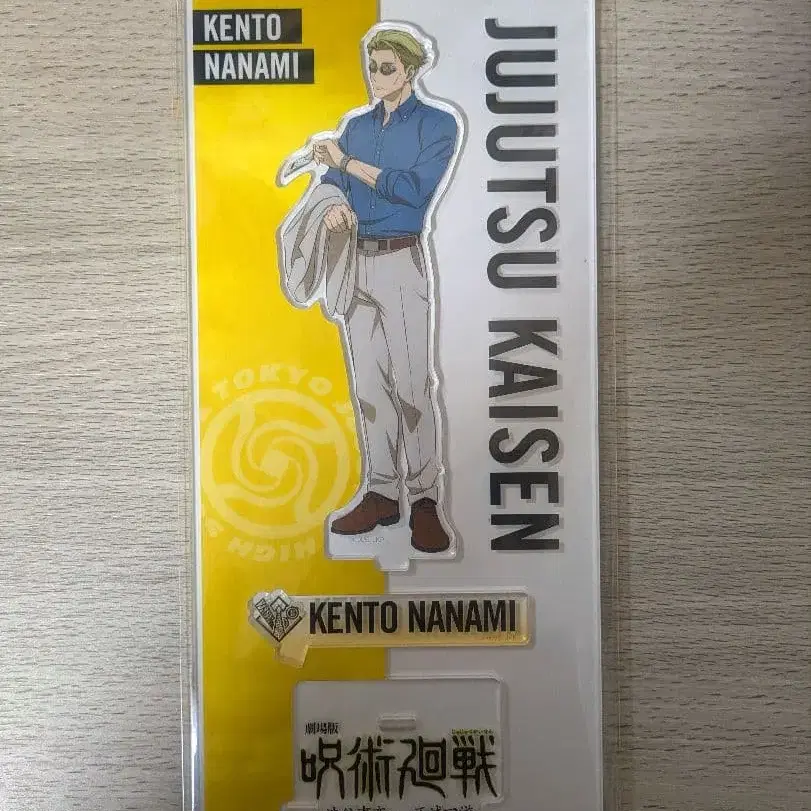 KENTO
NANAMI
JUJUTSU KAISEN
TOKYO
HIGH
KENTO NANAMI
劇場版
呪術廻戦